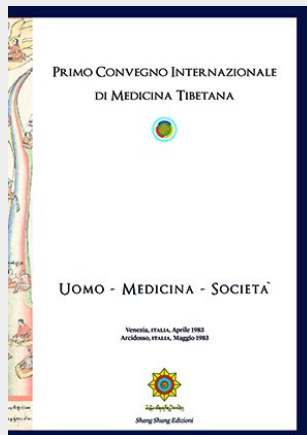 PRIMO CONVEGNO INTERNAZIONALE
DI MEDICINA TIBETANA
UOMO - MEDICINA - SOCIETA`
Venezia, ITALIA, Aprile 1983
Arcidosso, ITALIA, Maggio 1983
Shang Shung Edizioni